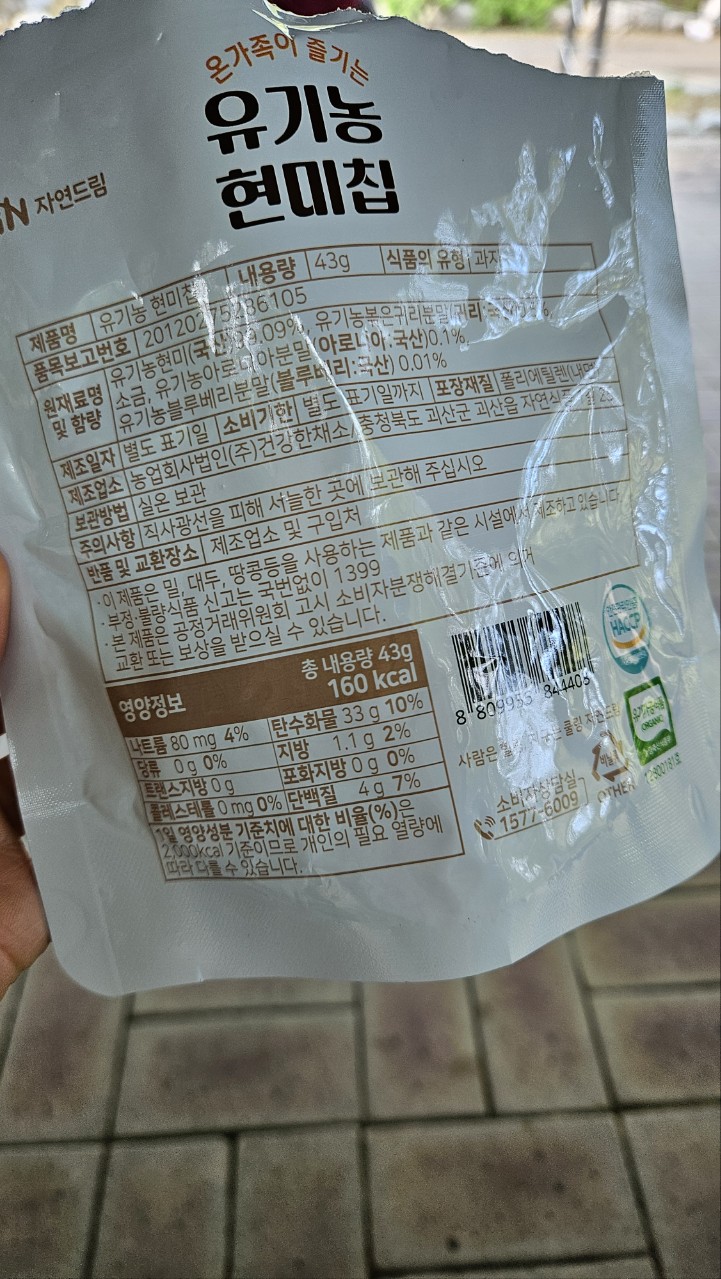 온가족이 즐기는
유기농
현미칩
자연드림
제품명 유기농 현미칩 내용량 43g 식품의 유형 과자
품목보고번호
원재료명 및 함량 유기농현미 유기농볶은귀리분말
소금, 유기농아로니아분말(아로니아:국산)0.1%,
유기농블루베리분말(블루베리:국산) 0.01%
제조일자 별도 표기일 소비기한 별도 표기일까지 포장재질 폴리에틸렌(내면)
제조업소 농업회사법인(주)건강한채소/충청북도 괴산군 괴산읍
보관방법 실온 보관
주의사항 직사광선을 피해 서늘한 곳에 보관해 주십시오
반품 및 교환장소 제조업소 및 구입처
·이 제품은 밀, 대두, 땅콩등을 사용하는 제품과 같은 시설에서 제조하고 있습니다
·부정·불량식품 신고는 국번없이 1399
·본 제품은 공정거래위원회 고시 소비자분쟁해결기준에 의거
교환 또는 보상을 받으실 수 있습니다.
영양정보 총 내용량 43g
160 kcal
나트륨 80 mg 4% 탄수화물 33 g 10%
당류 0 g 0% 지방 1.1 g 2%
트랜스지방 0 g 포화지방 0 g 0%
콜레스테롤 0 mg 0% 단백질 4 g 7%
1일 영양성분 기준치에 대한 비율(%)은
2,000kcal 기준이므로 개인의 필요 열량에
따라 다를 수 있습니다.
8 809955 844408
HACCP
ORGANIC
OTHER
소비자상담실
1577-6009